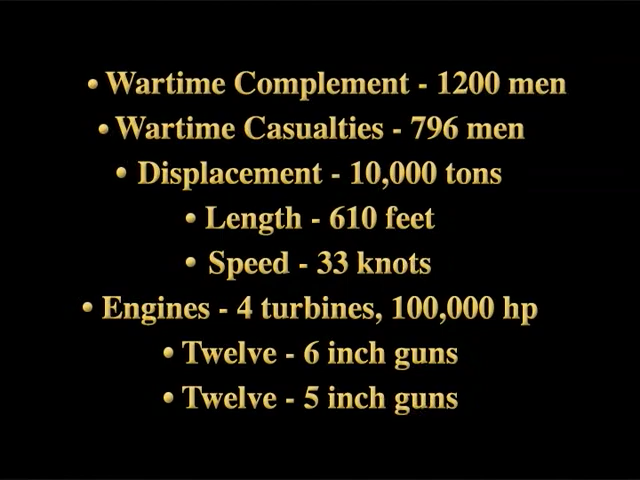 • Wartime Complement - 1200 men
• Wartime Casualties - 796 men
• Displacement - 10,000 tons
• Length - 610 feet
• Speed - 33 knots
• Engines - 4 turbines, 100,000 hp
• Twelve - 6 inch guns
• Twelve - 5 inch guns